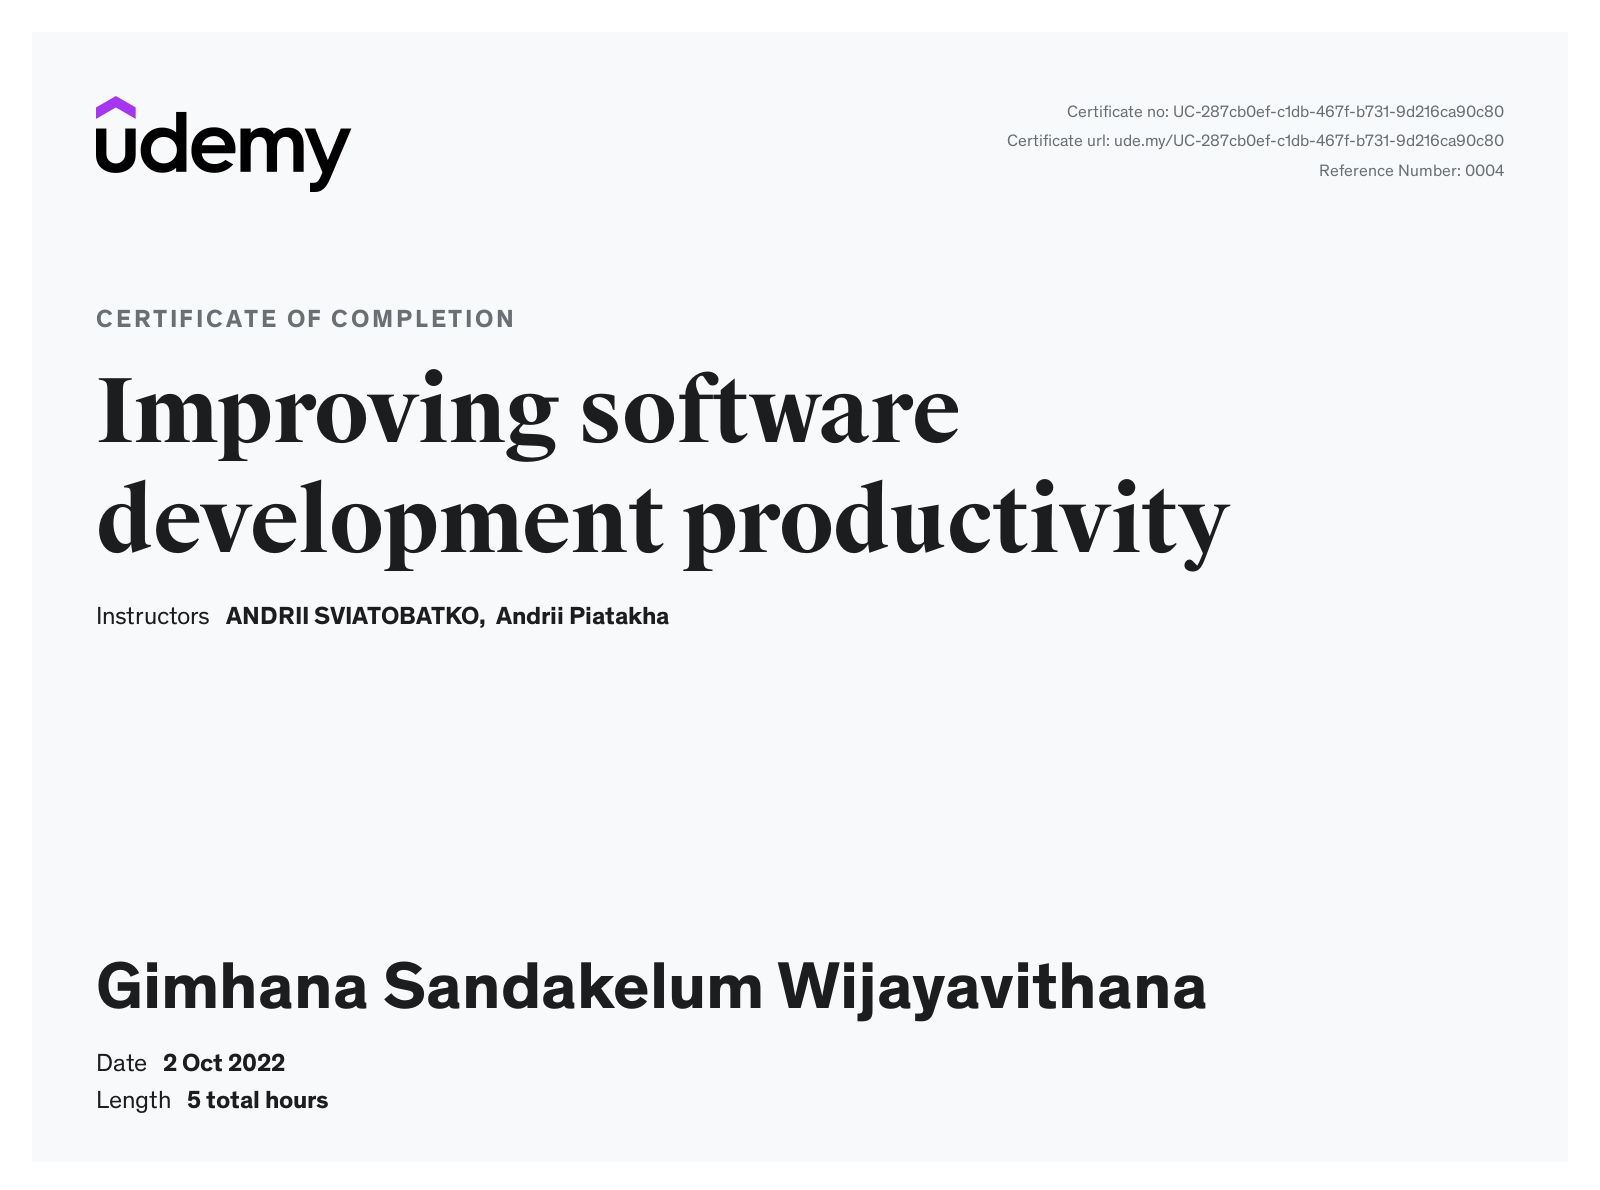 udemy
Certificate no: UC-287cb0ef-c1db-467f-b731-9d216ca90c80
Certificate url: ude.my/UC-287cb0ef-c1db-467f-b731-9d216ca90c80
Reference Number: 0004
CERTIFICATE OF COMPLETION
Improving software
development productivity
Instructors ANDRII SVIATOBATKO, Andrii Piatakha
Gimhana Sandakelum Wijayavithana
Date 2 Oct 2022
Length 5 total hours